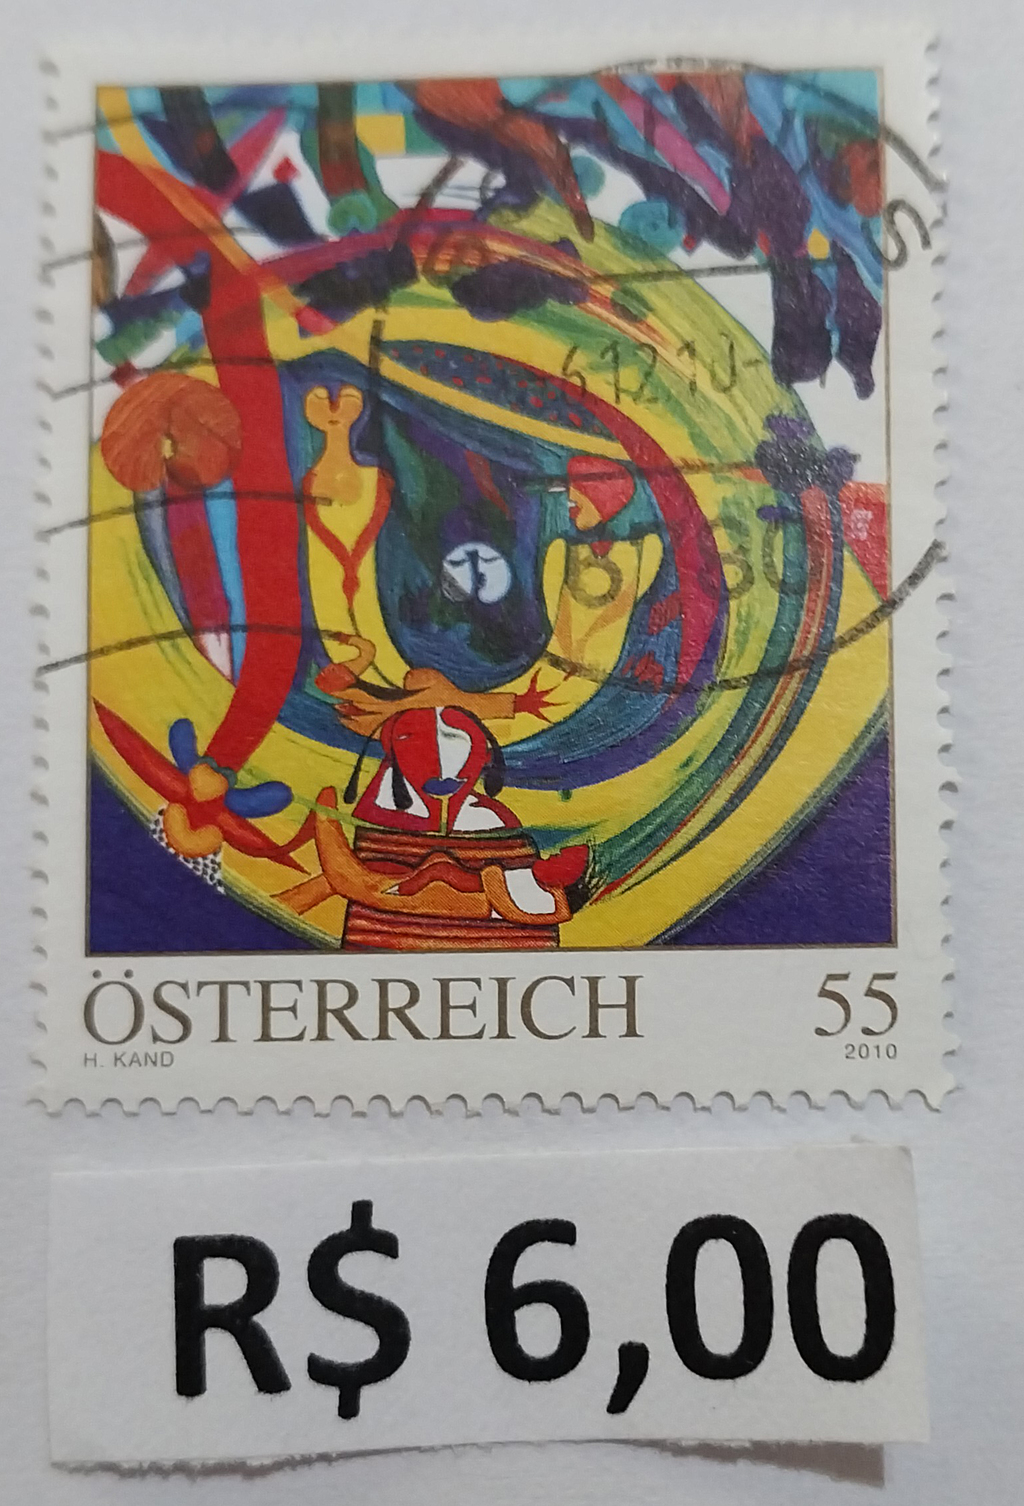 ÖSTERREICH 55
H. KAND 2010
R$ 6,00